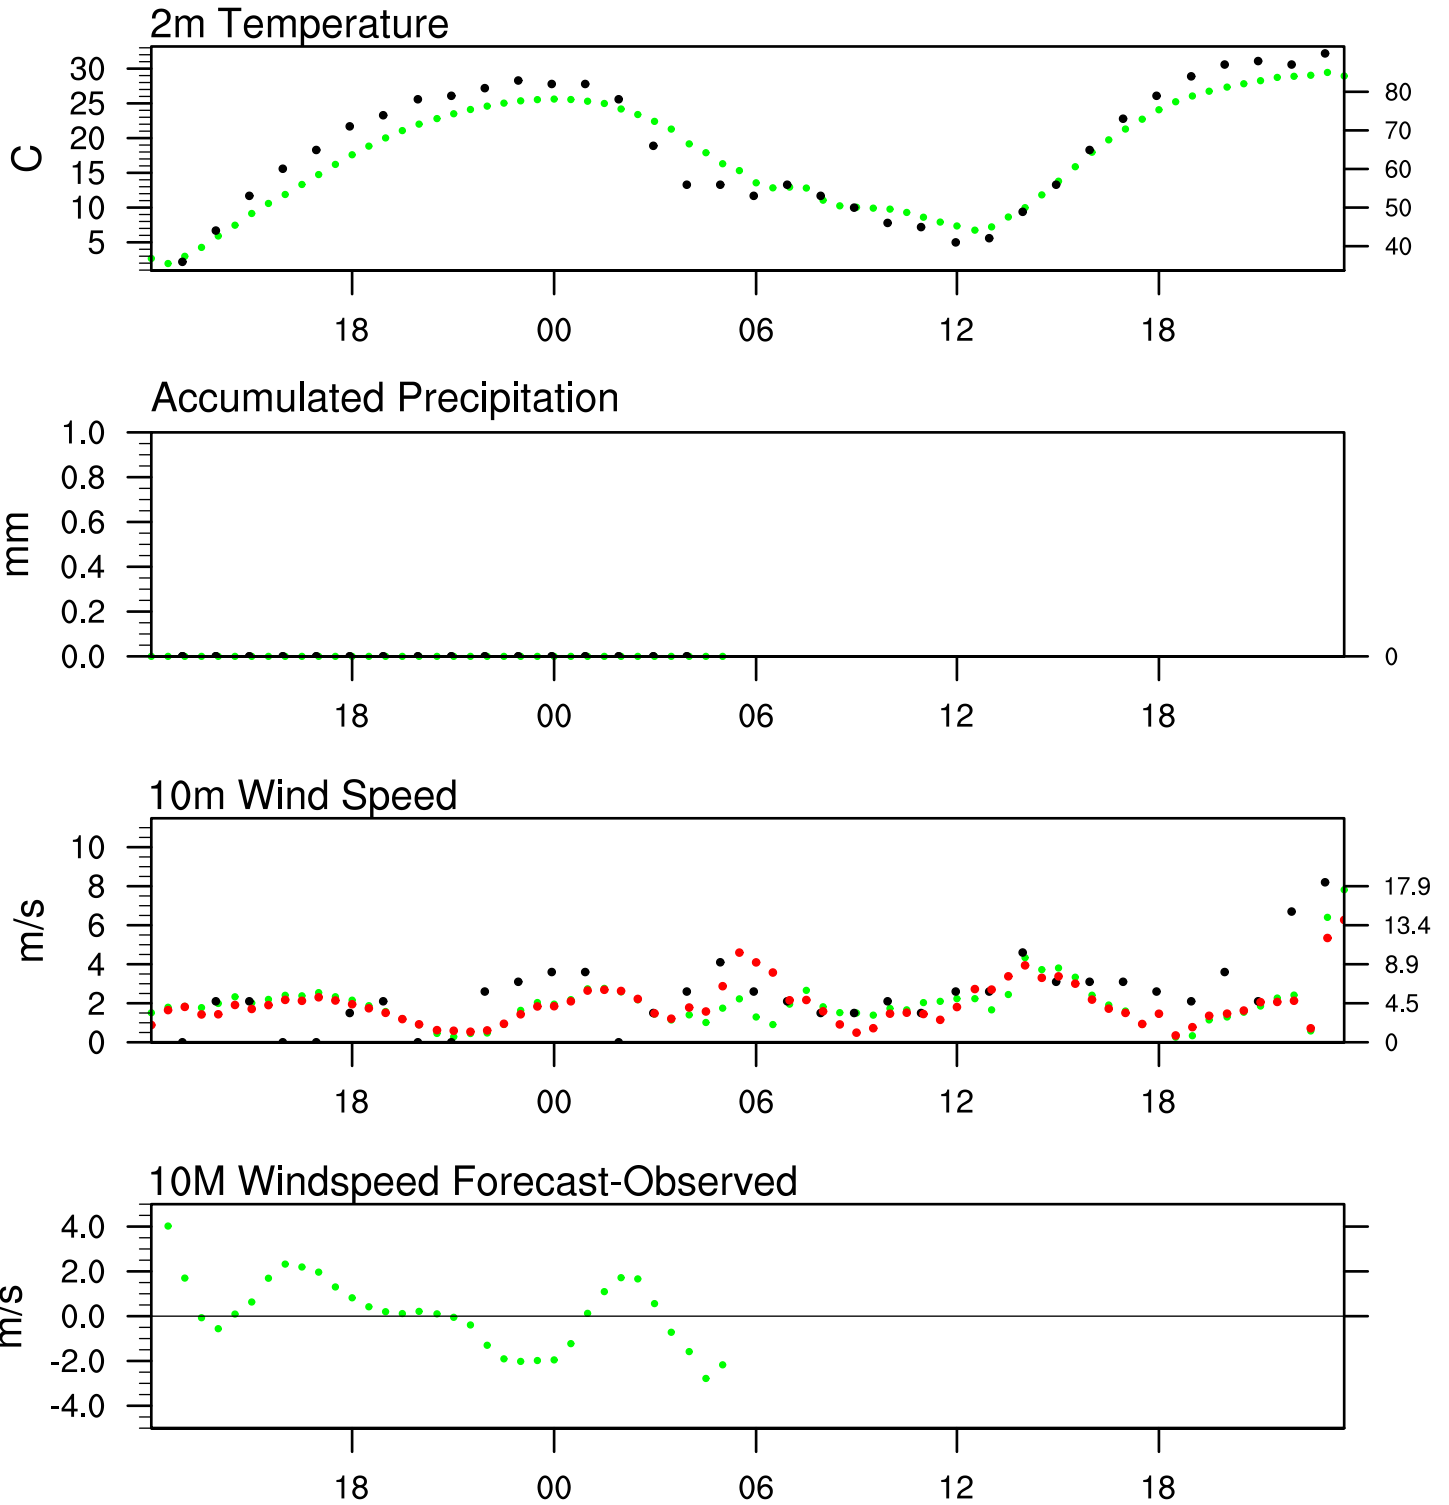 2m Temperature
30
25
20
15
10
5
C
80
70
60
50
40
18 00 06 12 18
Accumulated Precipitation
1.0
0.8
0.6
0.4
0.2
0.0
mm
0
18 00 06 12 18
10m Wind Speed
10
8
6
4
2
0
m/s
17.9
13.4
8.9
4.5
0
18 00 06 12 18
10M Windspeed Forecast-Observed
4.0
2.0
0.0
-2.0
-4.0
m/s
18 00 06 12 18